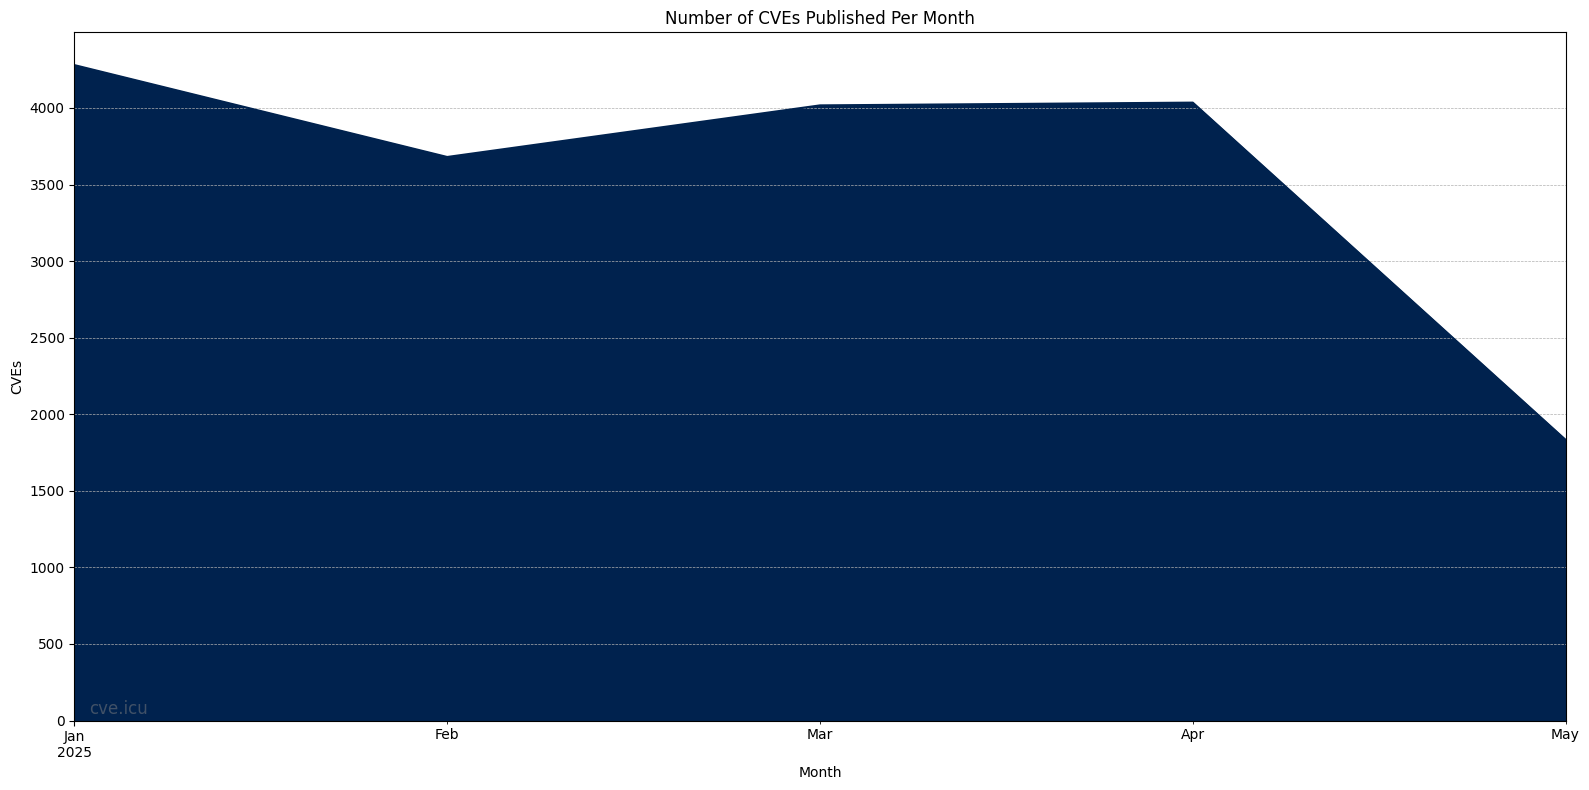 Number of CVEs Published Per Month
CVEs
4000
3500
3000
2500
2000
1500
1000
500
0
cve.icu
Jan Feb Mar Apr May
2025
Month